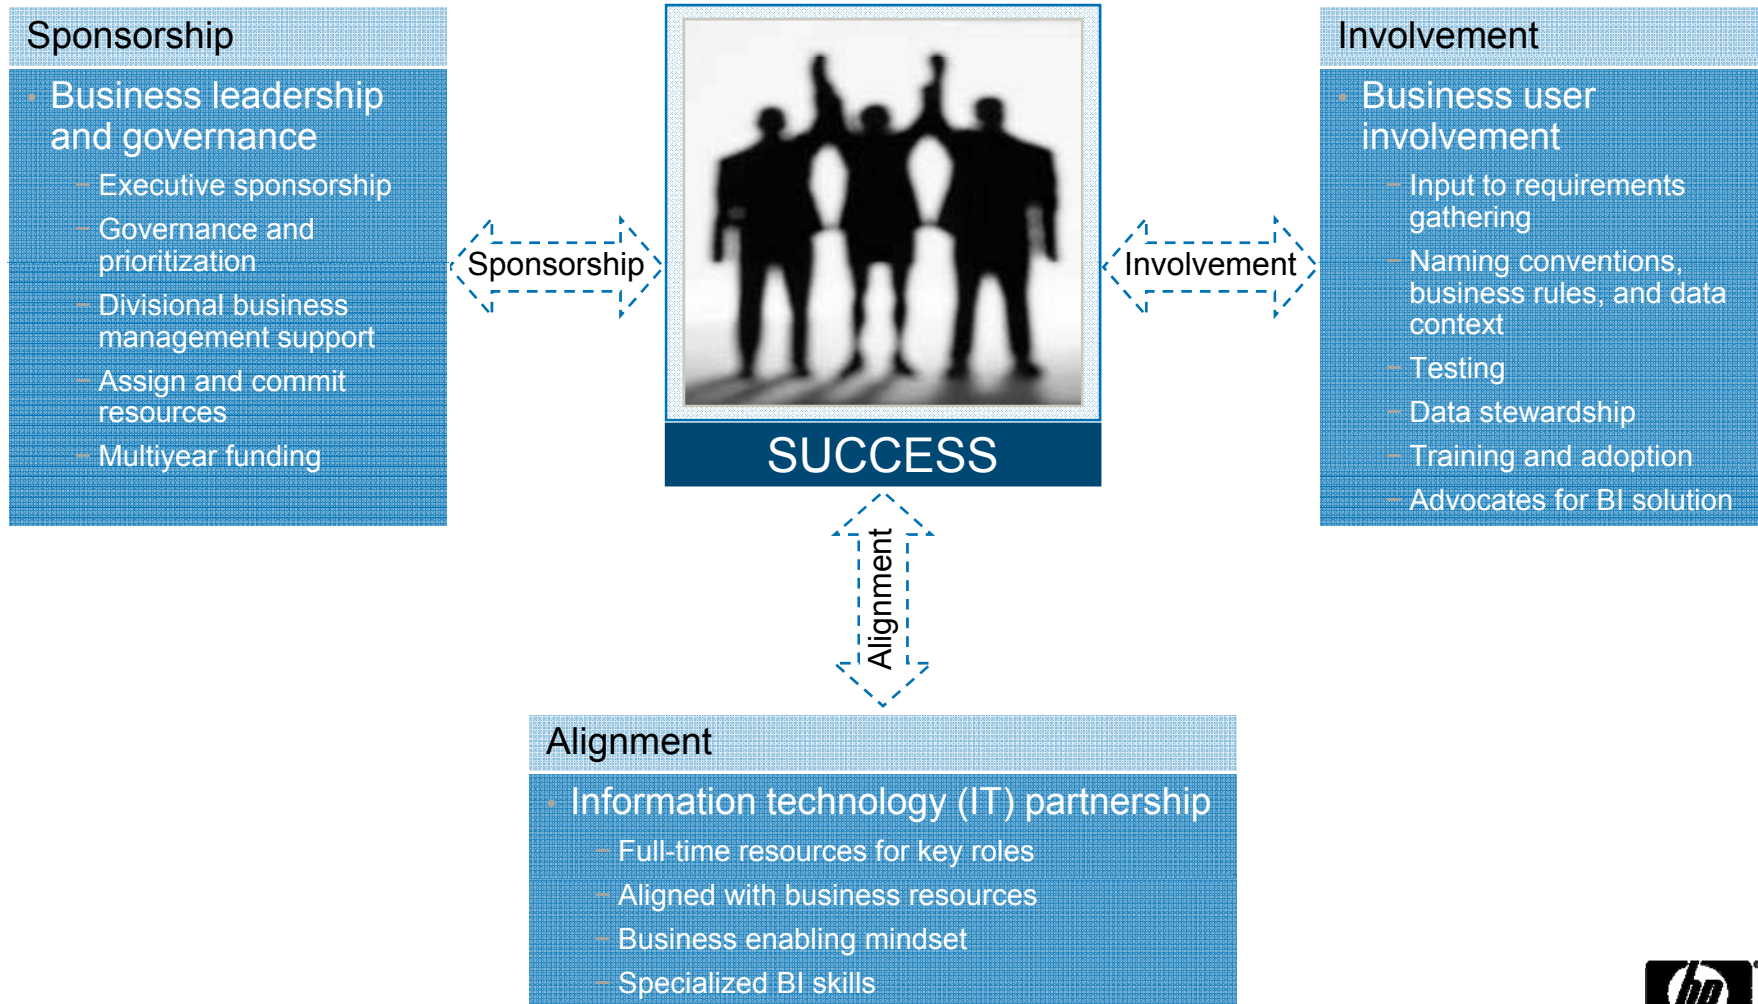 Sponsorship
Business leadership
and governance
– Executive sponsorship
– Governance and
prioritization
– Divisional business
management support
– Assign and commit
resources
– Multiyear funding
Sponsorship
SUCCESS
Involvement
Involvement
Business user
involvement
– Input to requirements
gathering
– Naming conventions,
business rules, and data
context
– Testing
– Data stewardship
– Training and adoption
– Advocates for BI solution
Alignment
Alignment
Information technology (IT) partnership
– Full-time resources for key roles
– Aligned with business resources
– Business enabling mindset
– Specialized BI skills
hp